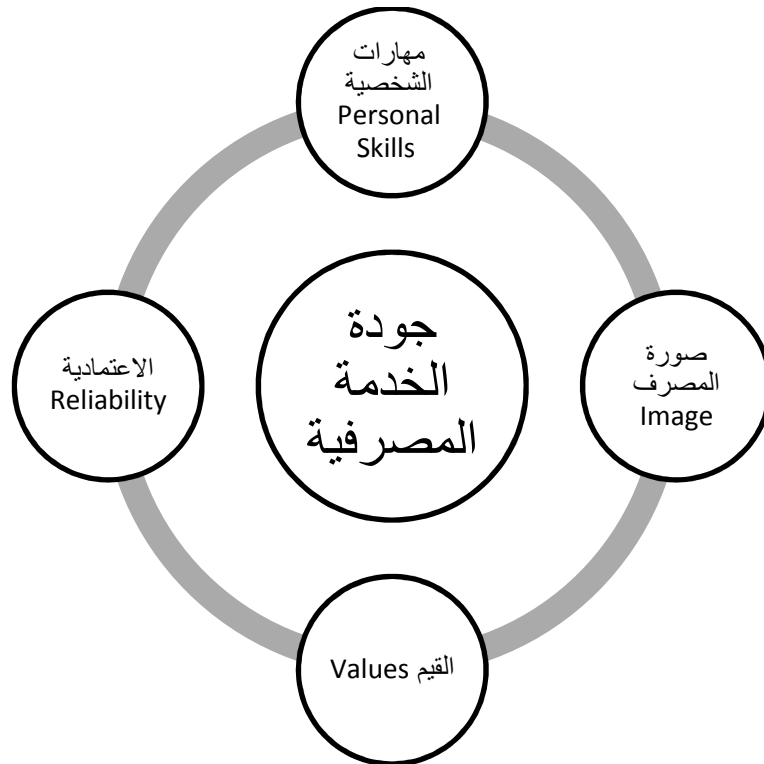 مهارات
الشخصية
Personal
Skills
صورة
المصرف
Image
جودة
الخدمة
المصرفية
الاعتمادية
Reliability
القيم Values